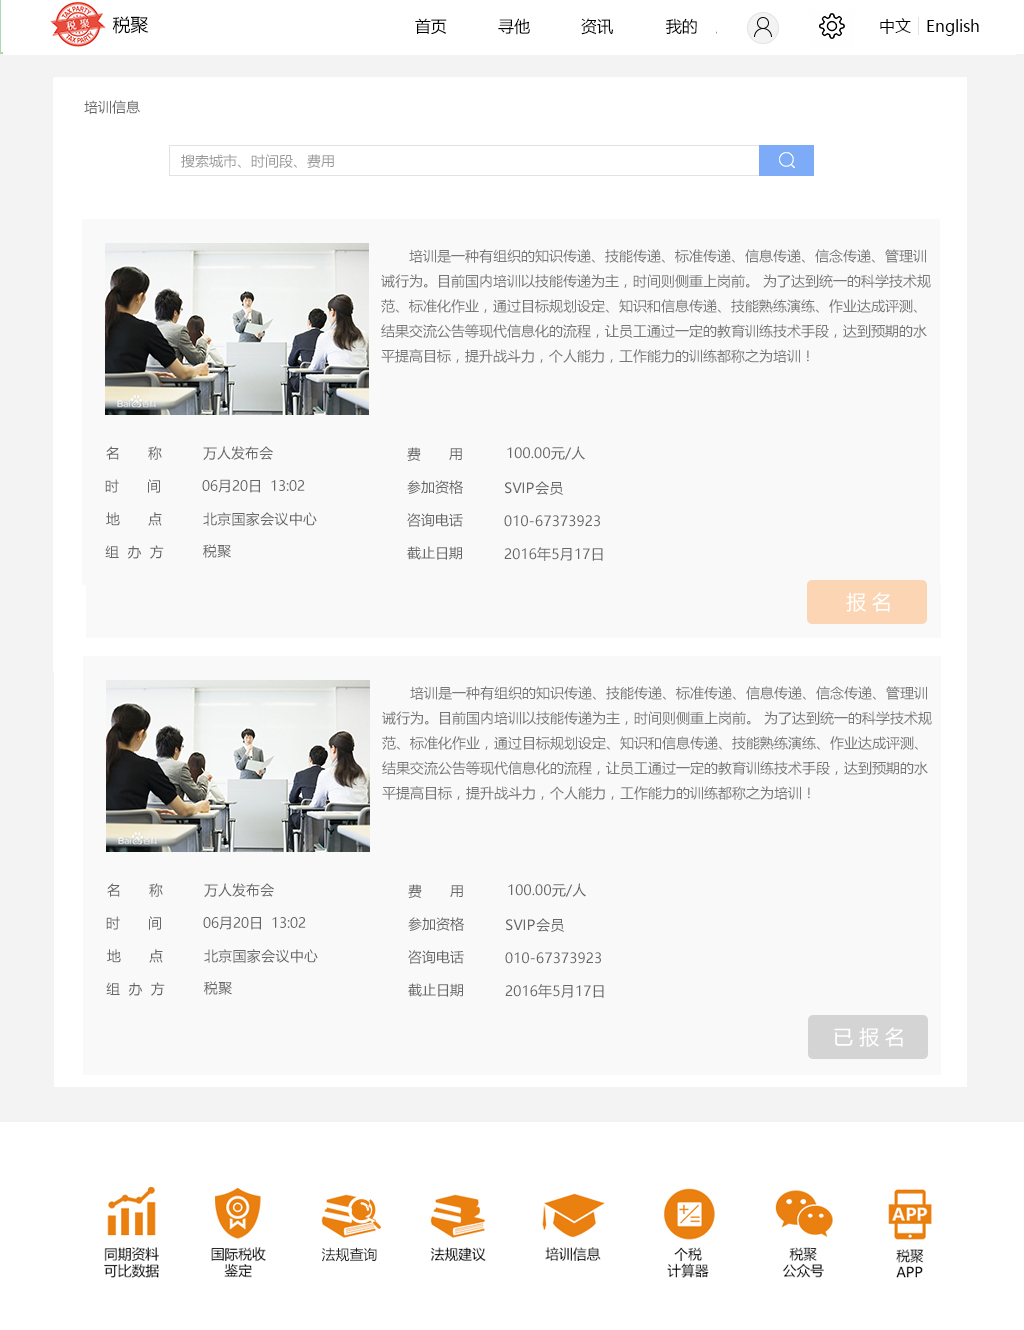 TAX PARTY
税聚
TAX PARTY
税聚 首页 寻他 资讯 我的 中文 English
培训信息
搜索城市、时间段、费用
培训是一种有组织的知识传递、技能传递、标准传递、信息传递、信念传递、管理训
诫行为。目前国内培训以技能传递为主，时间则侧重上岗前。 为了达到统一的科学技术规
范、标准化作业，通过目标规划设定、知识和信息传递、技能熟练演练、作业达成评测、
结果交流公告等现代信息化的流程，让员工通过一定的教育训练技术手段，达到预期的水
平提高目标，提升战斗力，个人能力，工作能力的训练都称之为培训！
Bai 百科
名 称 万人发布会 费 用 100.00元/人
时 间 06月20日 13:02 参加资格 SVIP会员
地 点 北京国家会议中心 咨询电话 010-67373923
组 办 方 税聚 截止日期 2016年5月17日
报 名
培训是一种有组织的知识传递、技能传递、标准传递、信息传递、信念传递、管理训
诫行为。目前国内培训以技能传递为主，时间则侧重上岗前。 为了达到统一的科学技术规
范、标准化作业，通过目标规划设定、知识和信息传递、技能熟练演练、作业达成评测、
结果交流公告等现代信息化的流程，让员工通过一定的教育训练技术手段，达到预期的水
平提高目标，提升战斗力，个人能力，工作能力的训练都称之为培训！
Bai 百科
名 称 万人发布会 费 用 100.00元/人
时 间 06月20日 13:02 参加资格 SVIP会员
地 点 北京国家会议中心 咨询电话 010-67373923
组 办 方 税聚 截止日期 2016年5月17日
已 报 名
APP
同期资料
可比数据
国际税收
鉴定
法规查询
法规建议
培训信息
个税
计算器
税聚
公众号
税聚
APP